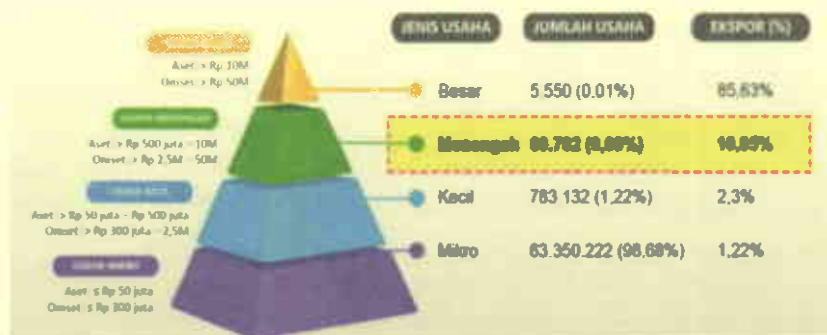 JENIS USAHA JUMLAH USAHA EKSPOR (%)
Aset > Rp 10M
Omset > Rp 50M
Besar 5.550 (0.01%) 85,63%
Aset > Rp 500 juta - 10M
Omset > Rp 2,5M - 50M
Menengah (0,09%)
Aset > Rp 50 juta - Rp 500 juta
Omset > Rp 300 juta - 2,5M
Kecil 783.132 (1,22%) 2,3%
Mikro 63.350.222 (98,68%) 1,22%
Aset ≤ Rp 50 juta
Omset ≤ Rp 300 juta